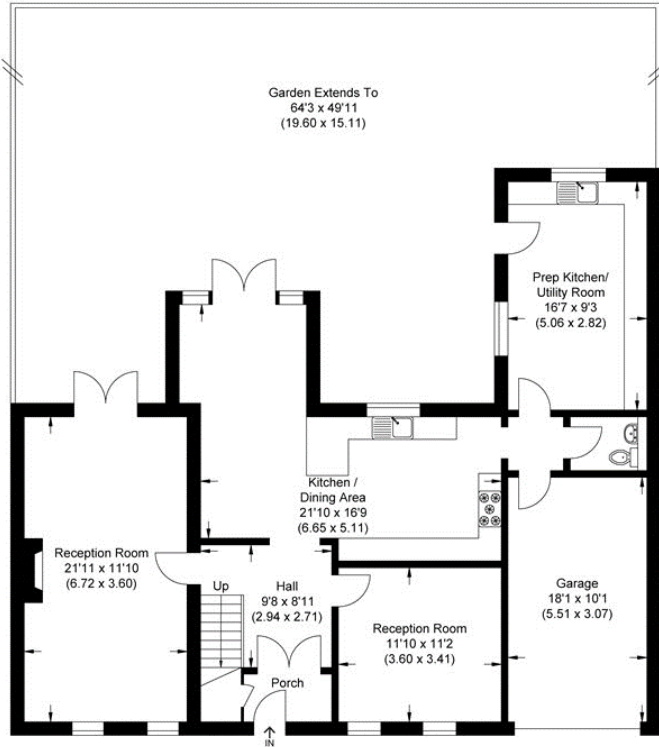 Garden Extends To
64'3 x 49'11
(19.60 x 15.11)
Prep Kitchen/
Utility Room
16'7 x 9'3
(5.06 x 2.82)
Kitchen /
Dining Area
21'10 x 16'9
(6.65 x 5.11)
Reception Room
21'11 x 11'10
(6.72 x 3.60)
Up
Hall
9'8 x 8'11
(2.94 x 2.71)
Reception Room
11'10 x 11'2
(3.60 x 3.41)
Garage
18'1 x 10'1
(5.51 x 3.07)
Porch
IN